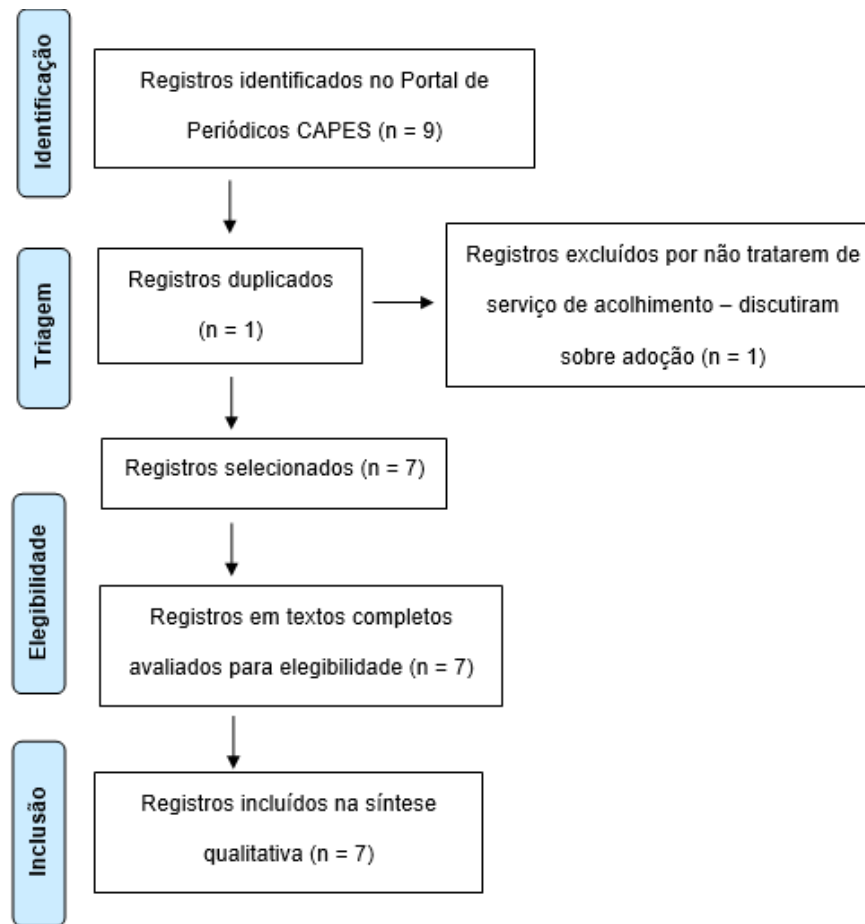 Identificação
Registros identificados no Portal de
Periódicos CAPES (n = 9)
Triagem
Registros duplicados
(n = 1)
Registros excluídos por não tratarem de
serviço de acolhimento – discutiram
sobre adoção (n = 1)
Registros selecionados (n = 7)
Elegibilidade
Registros em textos completos
avaliados para elegibilidade (n = 7)
Inclusão
Registros incluídos na síntese
qualitativa (n = 7)